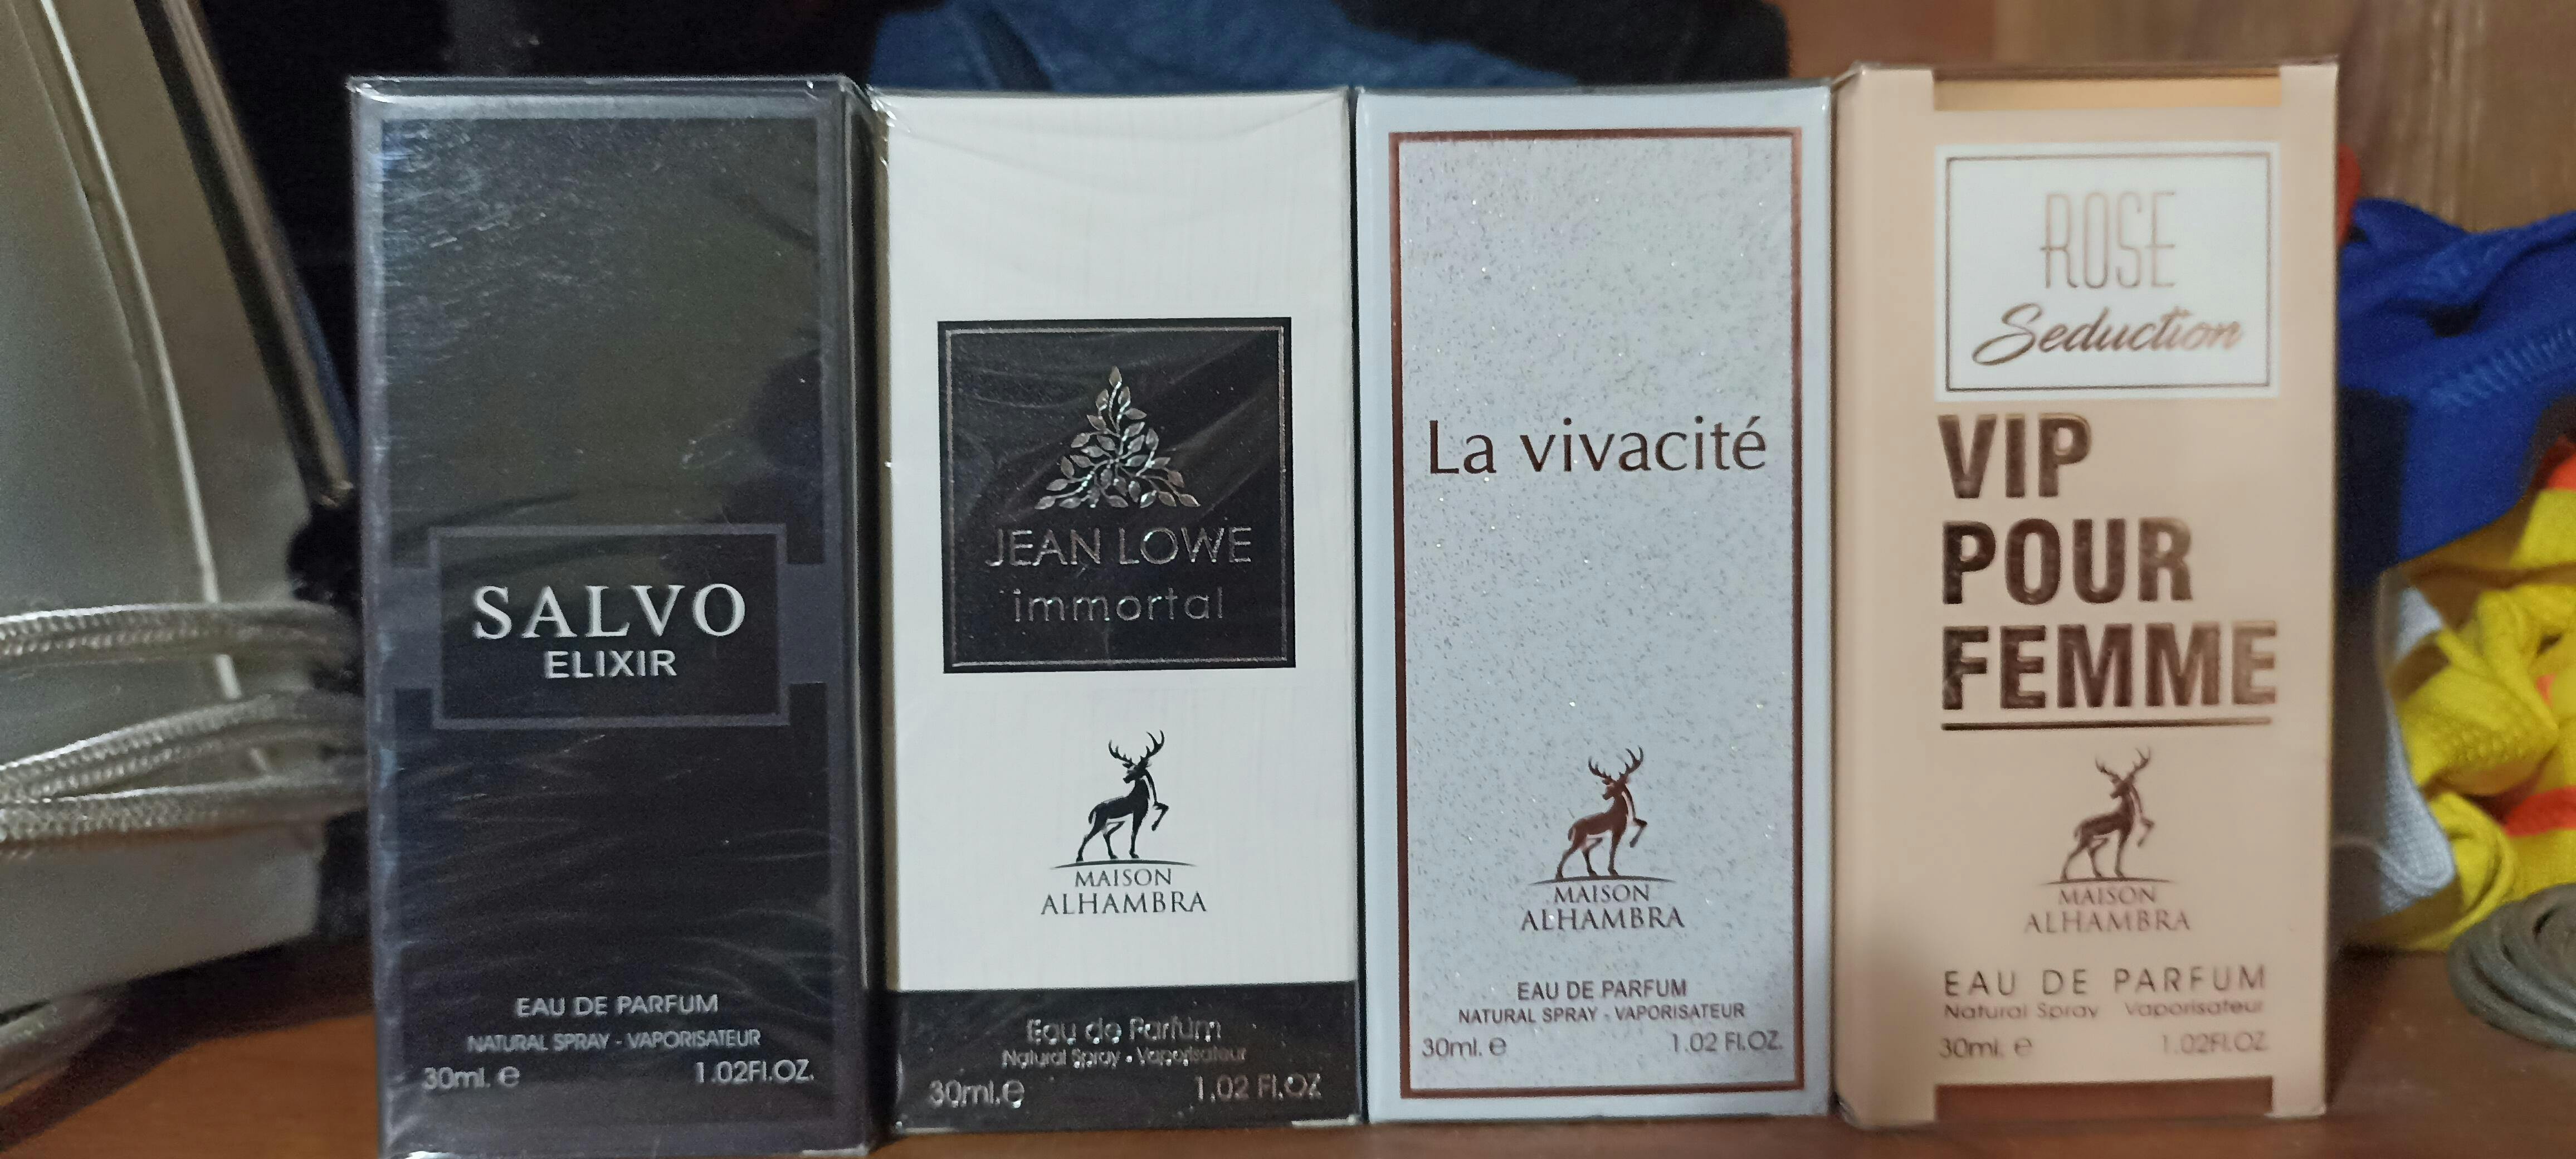 SALVO
ELIXIR
EAU DE PARFUM
NATURAL SPRAY - VAPORISATEUR
30ml. e 1.02Fl.OZ.
JEAN LOWE
immortal
MAISON
ALHAMBRA
Eau de Parfum
Natural Spray • Vaporisateur
30ml.e 1.02 Fl.OZ
La vivacité
MAISON
ALHAMBRA
EAU DE PARFUM
NATURAL SPRAY - VAPORISATEUR
30ml. e 1.02 Fl.OZ.
ROSE
Seduction
VIP
POUR
FEMME
MAISON
ALHAMBRA
EAU DE PARFUM
Natural Spray Vaporisateur
30ml. e 1.02Fl.OZ